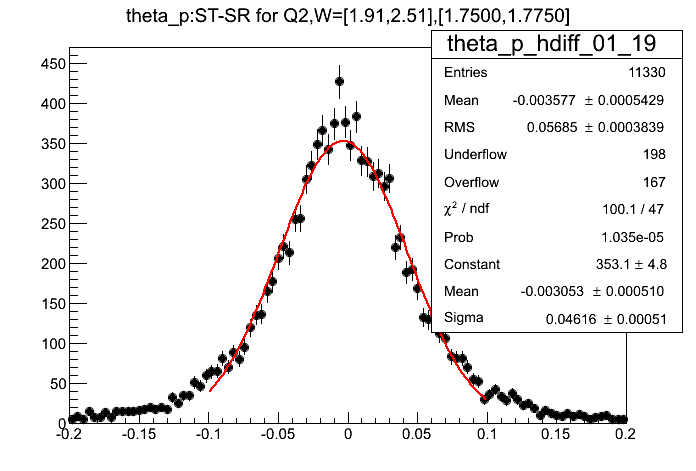 theta_p:ST-SR for Q2,W=[1.91,2.51],[1.7500,1.7750]
theta_p_hdiff_01_19
Entries 11330
Mean -0.003577 ± 0.0005429
RMS 0.05685 ± 0.0003839
Underflow 198
Overflow 167
χ² / ndf 100.1 / 47
Prob 1.035e-05
Constant 353.1 ± 4.8
Mean -0.003053 ± 0.000510
Sigma 0.04616 ± 0.00051
450
400
350
300
250
200
150
100
50
0
-0.2 -0.15 -0.1 -0.05 0 0.05 0.1 0.15 0.2